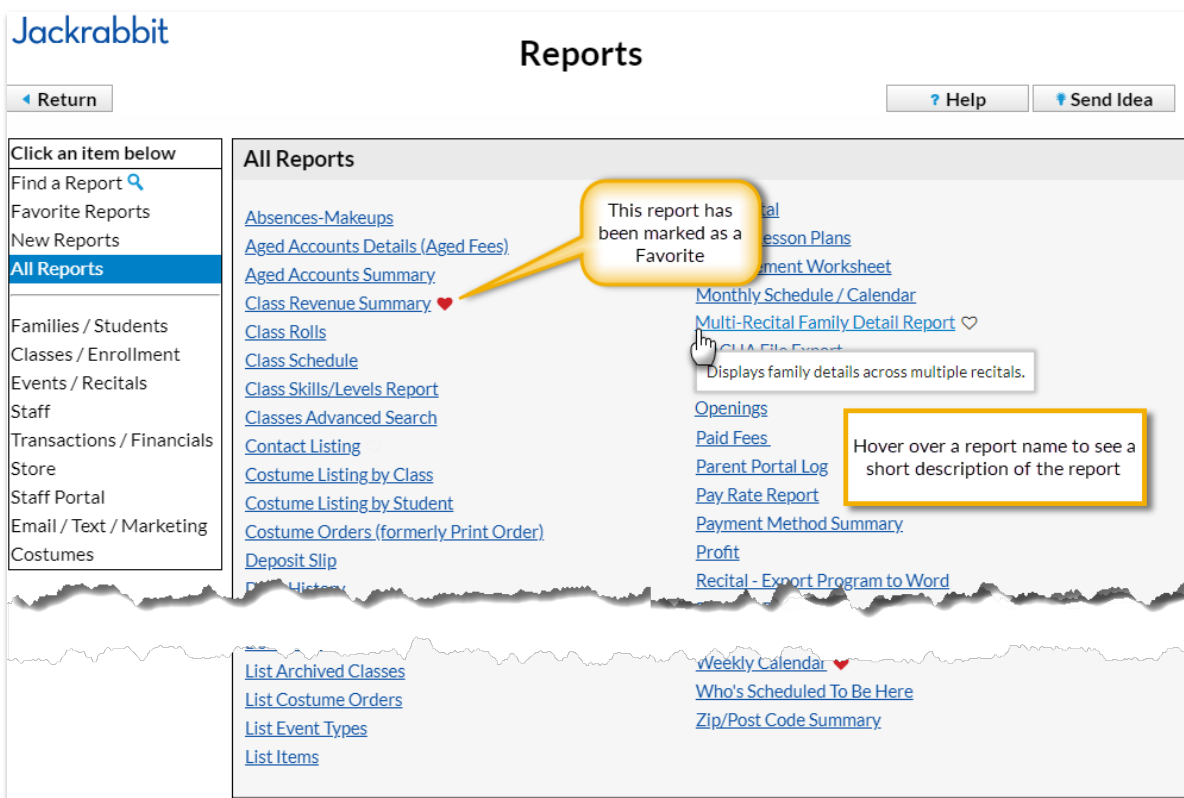 Jackrabbit
Reports
Return
? Help
Send Idea
Click an item below
Find a Report
Favorite Reports
New Reports
All Reports
Families / Students
Classes / Enrollment
Events / Recitals
Staff
Transactions / Financials
Store
Staff Portal
Email / Text / Marketing
Costumes
All Reports
Absences-Makeups
Aged Accounts Details (Aged Fees)
Aged Accounts Summary
Class Revenue Summary
Class Rolls
Class Schedule
Class Skills/Levels Report
Classes Advanced Search
Contact Listing
Costume Listing by Class
Costume Listing by Student
Costume Orders (formerly Print Order)
Deposit Slip
History
List Archived Classes
List Costume Orders
List Event Types
List Items
This report has
been marked as a
Favorite
Plans
Worksheet
Monthly Schedule / Calendar
Multi-Recital Family Detail Report
File Export
Displays family details across multiple recitals.
Openings
Paid Fees
Parent Portal Log
Pay Rate Report
Payment Method Summary
Profit
Recital - Export Program to Word
Weekly Calendar
Who's Scheduled To Be Here
Zip/Post Code Summary
Hover over a report name to see a
short description of the report